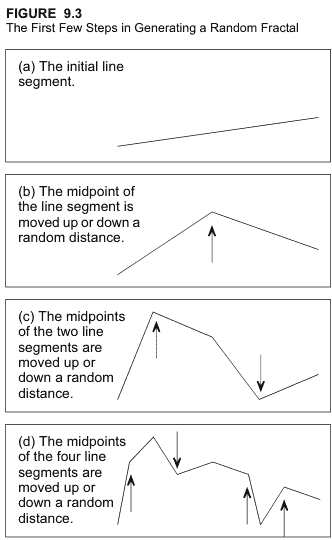 FIGURE 9.3
The First Few Steps in Generating a Random Fractal
(a) The initial line
segment.
(b) The midpoint of
the line segment is
moved up or down a
random distance.
(c) The midpoints
of the two line
segments are
moved up or
down a random
distance.
(d) The midpoints
of the four line
segments are
moved up or
down a random
distance.